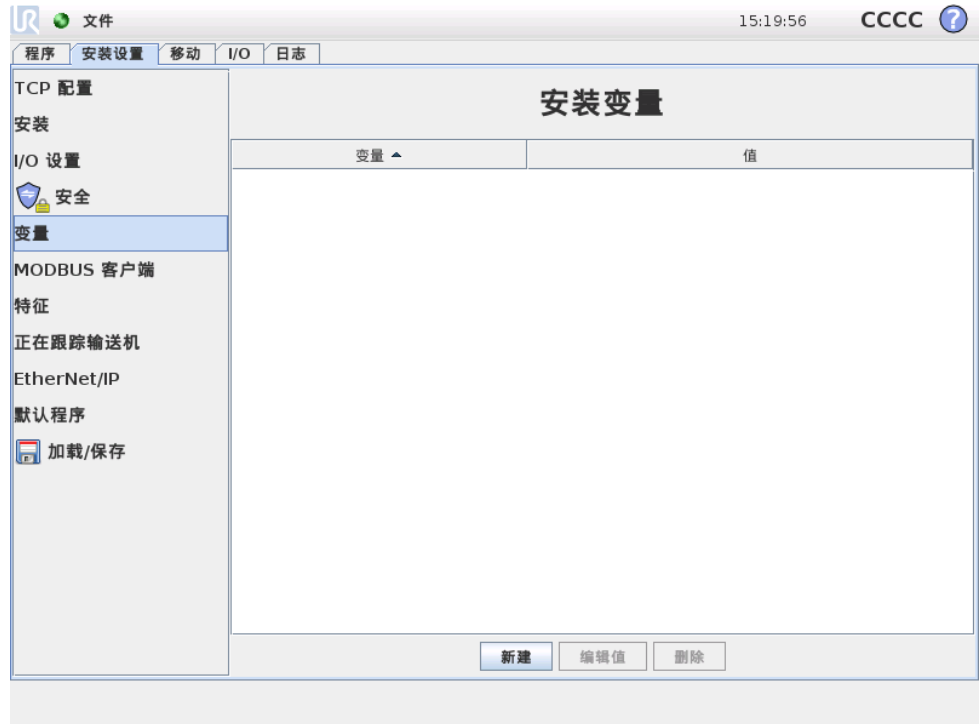 UR 文件 15:19:56 CCCC ?
程序 安装设置 移动 I/O 日志
TCP 配置
安装
I/O 设置
安全
变量
MODBUS 客户端
特征
正在跟踪输送机
EtherNet/IP
默认程序
加载/保存
安装变量
变量 值
新建 编辑值 删除